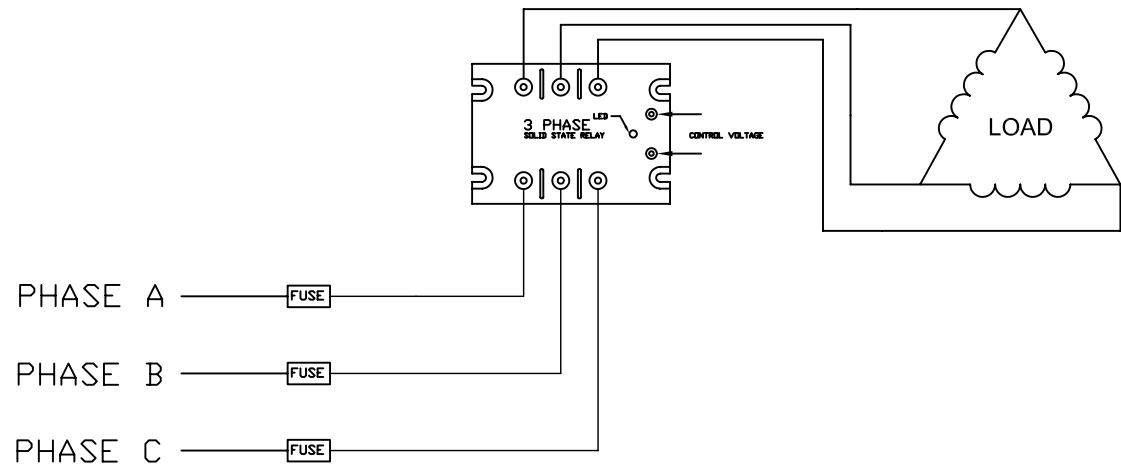 LED
3 PHASE
SOLID STATE RELAY
CONTROL VOLTAGE
LOAD
PHASE A
FUSE
PHASE B
FUSE
PHASE C
FUSE